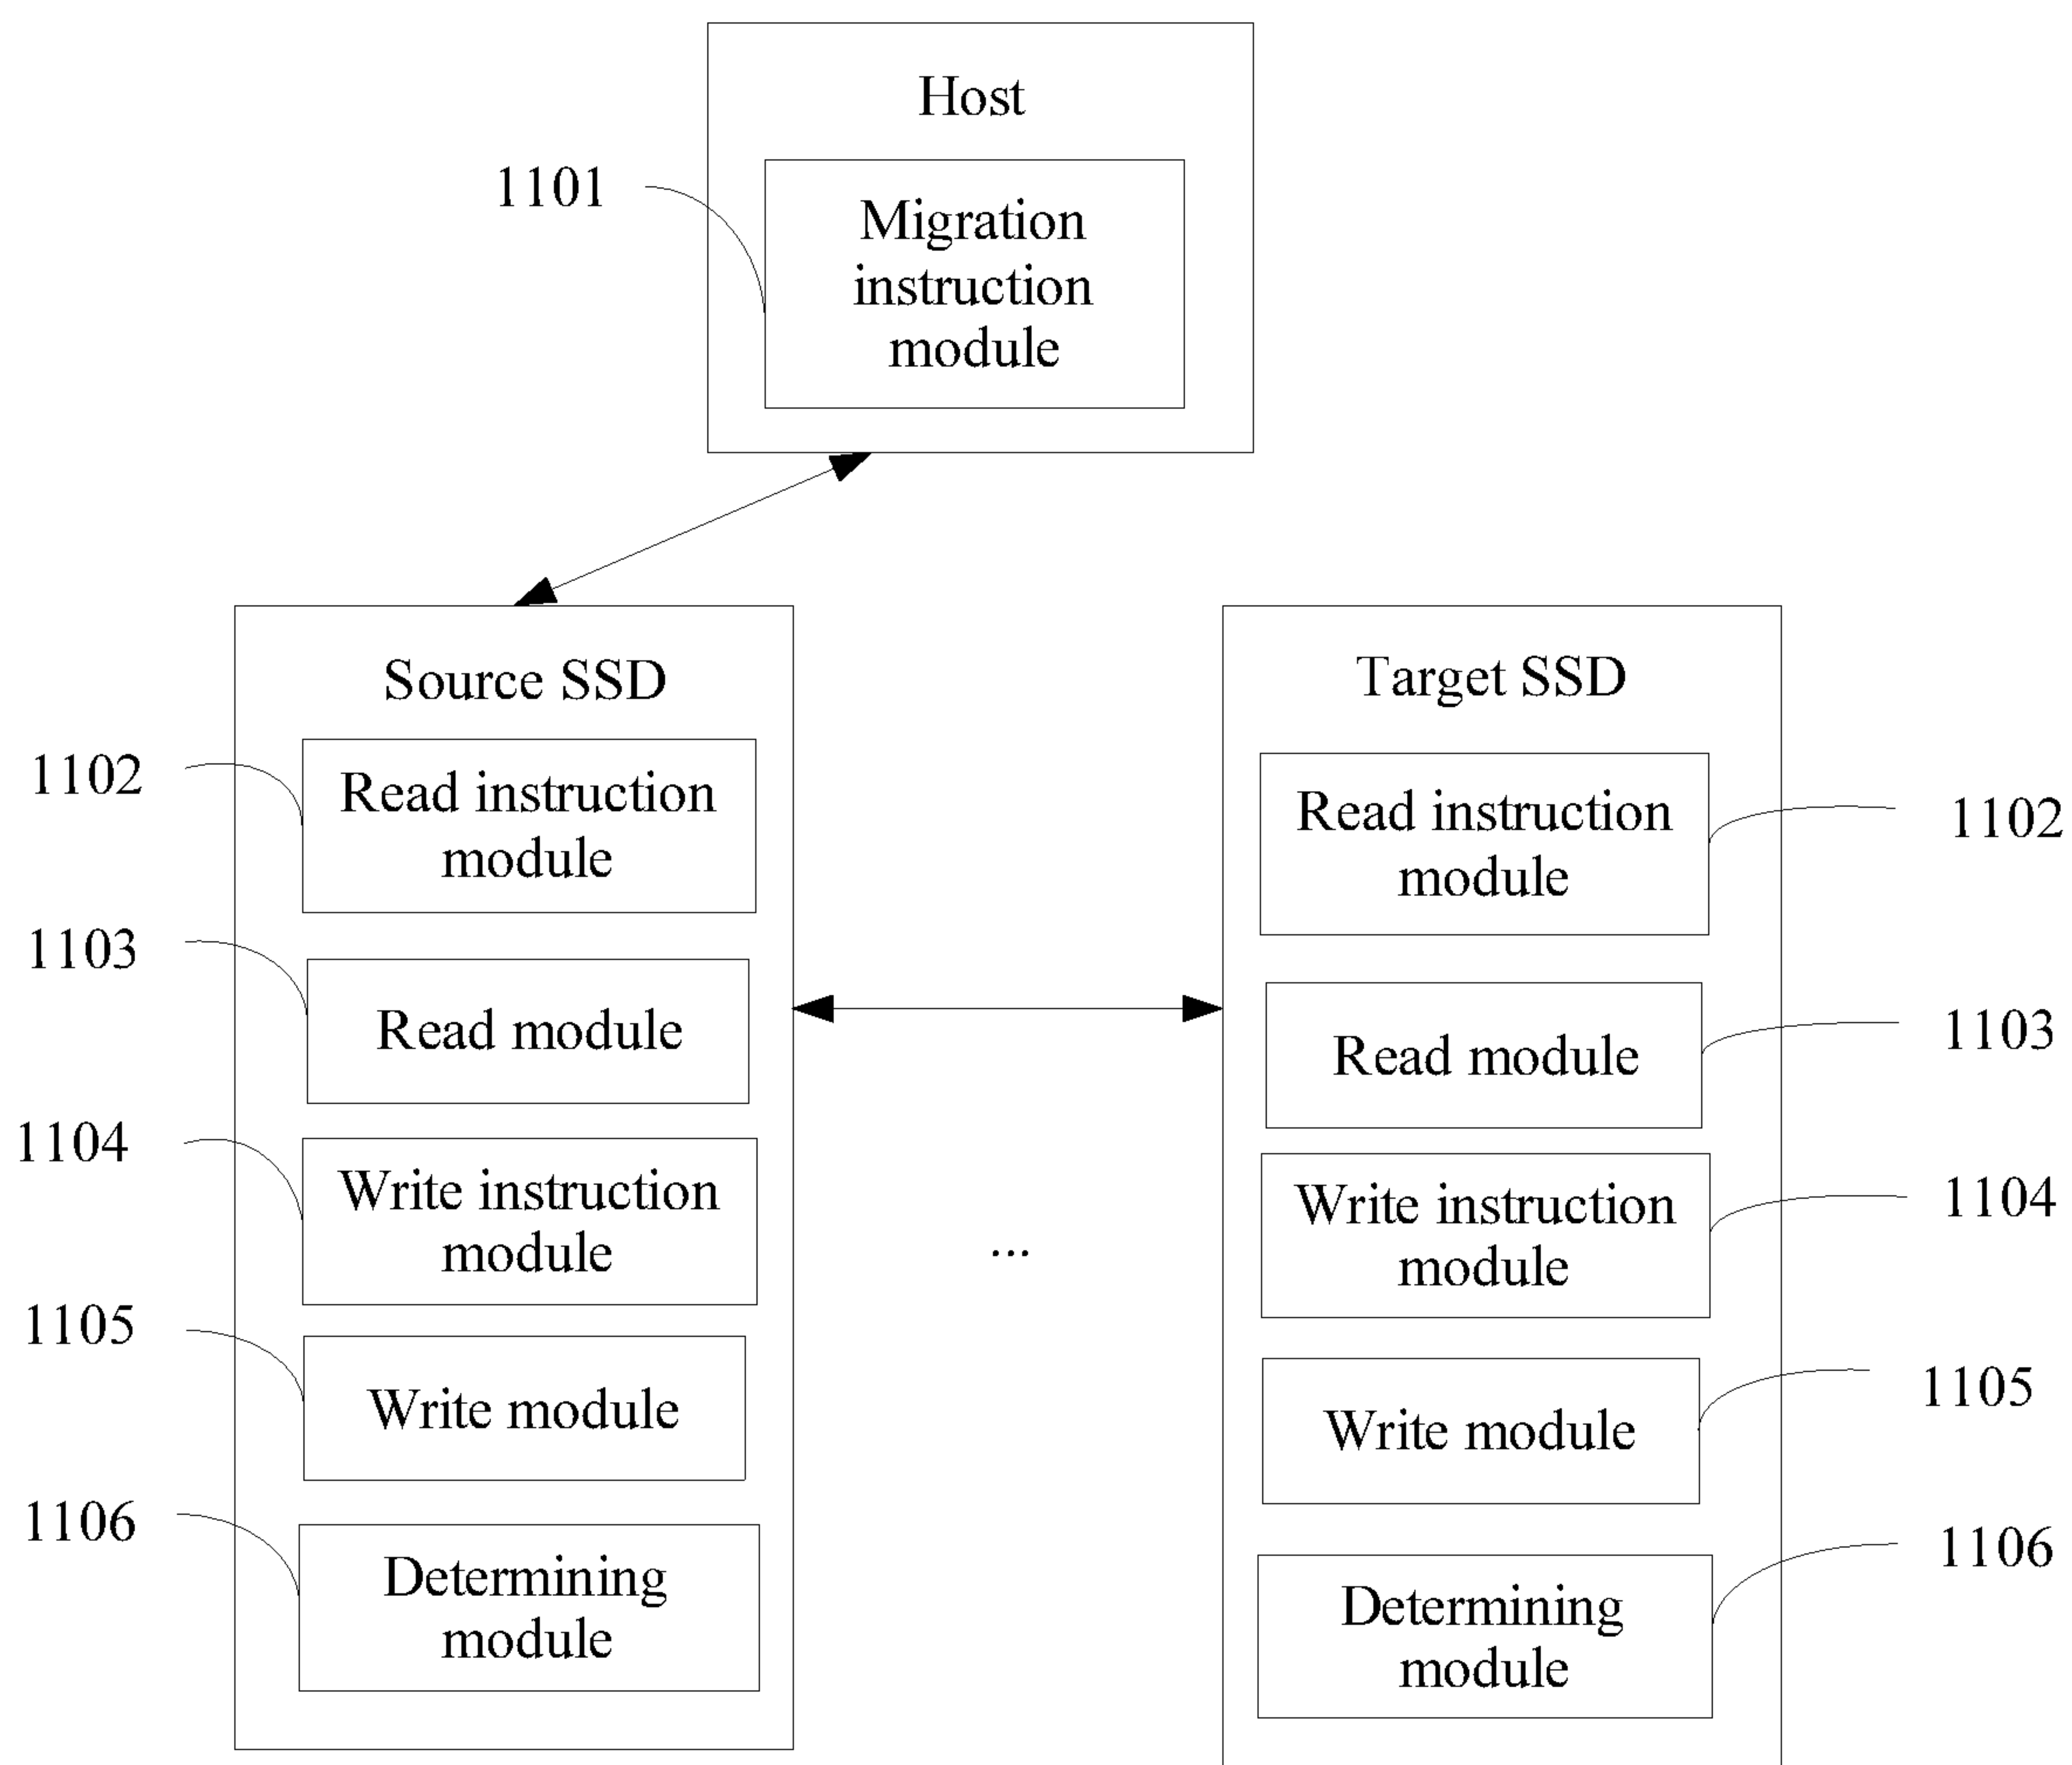 Host
1101
Migration
instruction
module
Source SSD
1102
Read instruction
module
1103
Read module
1104
Write instruction
module
1105
Write module
1106
Determining
module
...
Target SSD
Read instruction
module
1102
Read module
1103
Write instruction
module
1104
Write module
1105
Determining
module
1106